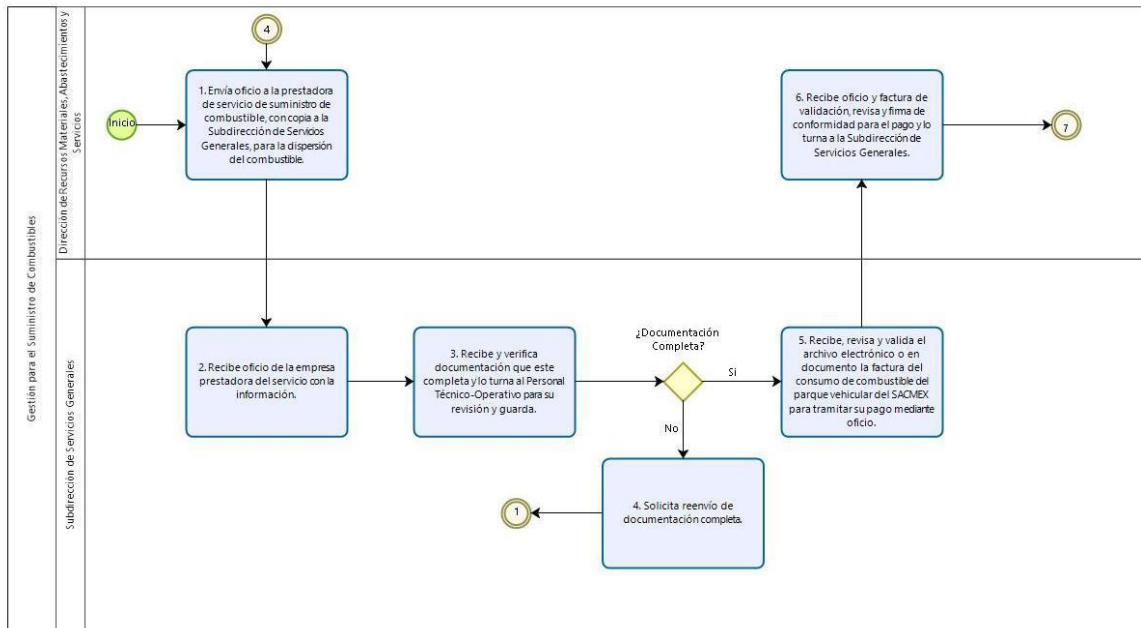 Gestión para el Suministro de Combustibles
Dirección de Recursos Materiales, Abastecimientos y
Servicios
Inicio
4
1. Envía oficio a la prestadora
de servicio de suministro de
combustible, con copia a la
Subdirección de Servicios
Generales, para la dispersión
del combustible.
6. Recibe oficio y factura de
validación, revisa y firma de
conformidad para el pago y lo
turna a la Subdirección de
Servicios Generales.
7
Subdirección de Servicios Generales
2. Recibe oficio de la empresa
prestadora del servicio con la
información.
3. Recibe y verifica
documentación que este
completa y lo turna al Personal
Técnico-Operativo para su
revisión y guarda.
¿Documentación
Completa?
Si
No
5. Recibe, revisa y valida el
archivo electrónico o en
documento la factura del
consumo de combustible del
parque vehicular del SACMEX
para tramitar su pago mediante
oficio.
4. Solicita reenvío de
documentación completa.
1